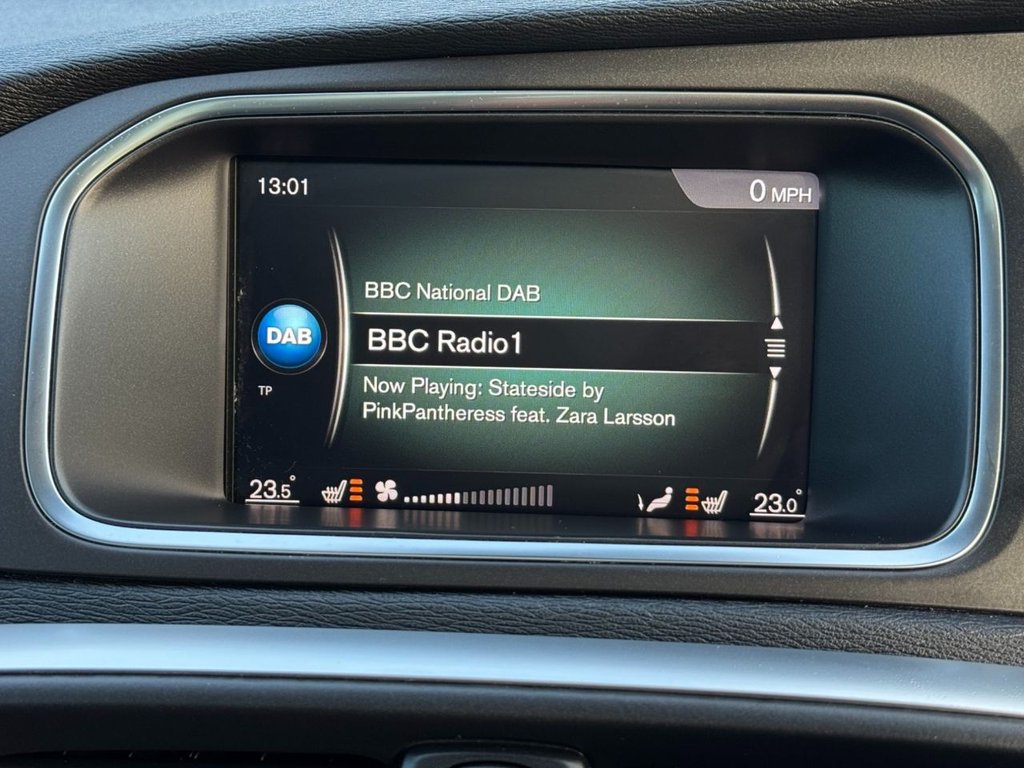 13:01
0 MPH
BBC National DAB
DAB
BBC Radio1
TP
Now Playing: Stateside by
PinkPantheress feat. Zara Larsson
23.5°
23.0°